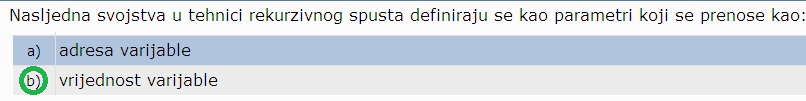 Nasljedna svojstva u tehnici rekurzivnog spusta definiraju se kao parametri koji se prenose kao:
a) adresa varijable
b) vrijednost varijable